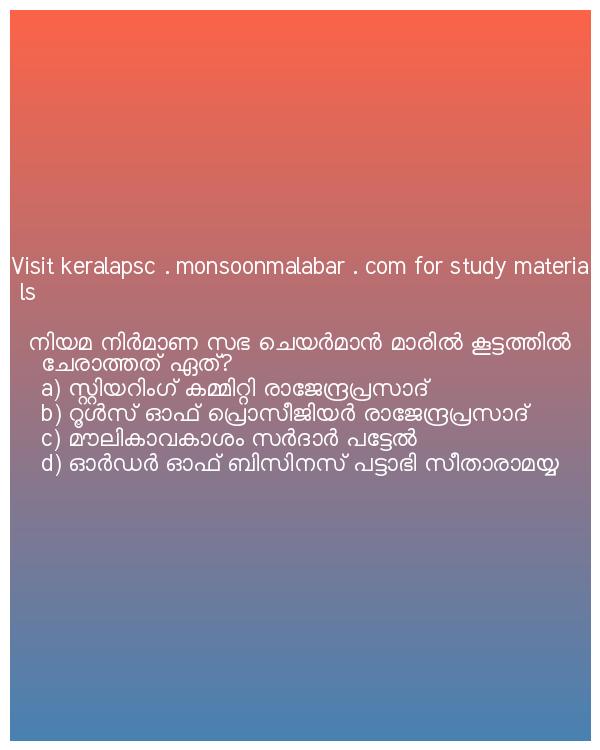 Visit keralapsc . monsoonmalabar . com for study materia
ls
നിയമ നിർമാണ സഭ ചെയർമാൻ മാരിൽ കൂട്ടത്തിൽ
ചേരാത്തത് ഏത്?
a) സ്റ്റിയറിംഗ് കമ്മിറ്റി രാജേന്ദ്രപ്രസാദ്
b) റൂൾസ് ഓഫ് പ്രൊസീജിയർ രാജേന്ദ്രപ്രസാദ്
c) മൗലികാവകാശം സർദാർ പട്ടേൽ
d) ഓർഡർ ഓഫ് ബിസിനസ് പട്ടാഭി സീതാരാമയ്യ